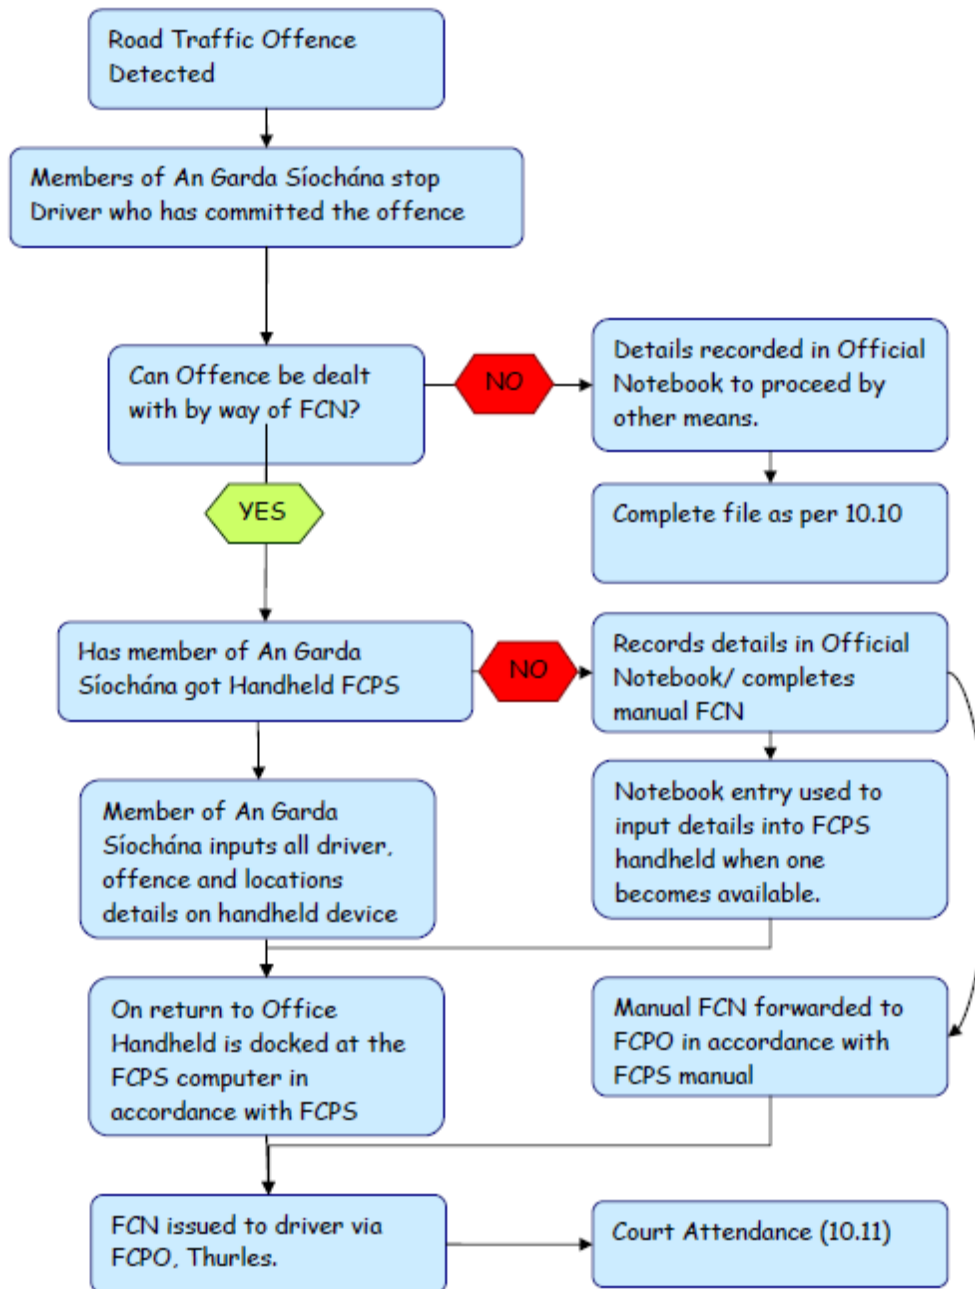 Road Traffic Offence
Detected
Members of An Garda Síochána stop
Driver who has committed the offence
Can Offence be dealt
with by way of FCN?
NO
Details recorded in Official
Notebook to proceed by
other means.
YES
Complete file as per 10.10
Has member of An Garda
Síochána got Handheld FCPS
NO
Records details in Official
Notebook/ completes
manual FCN
Member of An Garda
Síochána inputs all driver,
offence and locations
details on handheld device
Notebook entry used to
input details into FCPS
handheld when one
becomes available.
On return to Office
Handheld is docked at the
FCPS computer in
accordance with FCPS
Manual FCN forwarded to
FCPO in accordance with
FCPS manual
FCN issued to driver via
FCPO, Thurles.
Court Attendance (10.11)